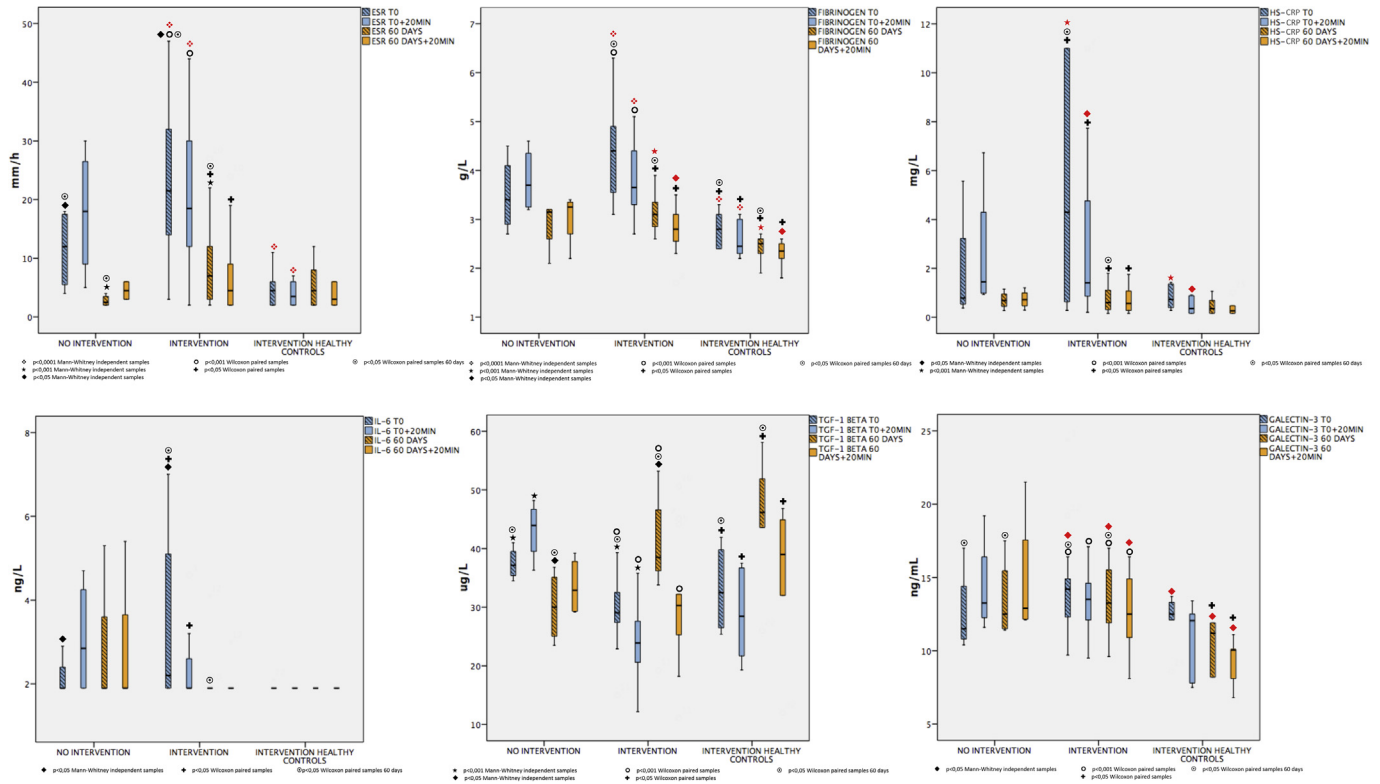 50
40
30
20
10
0
mm/h
ESR T0
ESR T0+20MIN
ESR 60 DAYS
ESR 60 DAYS+20MIN
NO INTERVENTION
INTERVENTION
INTERVENTION HEALTHY
CONTROLS
p<0,0001 Mann-Whitney independent samples
p<0,001 Wilcoxon paired samples
p<0,05 Wilcoxon paired samples 60 days
p<0,001 Mann-Whitney independent samples
p<0,05 Wilcoxon paired samples
p<0,05 Mann-Whitney independent samples
7
6
5
4
3
2
1
g/L
FIBRINOGEN T0
FIBRINOGEN T0+20MIN
FIBRINOGEN 60 DAYS
FIBRINOGEN 60
DAYS+20MIN
NO INTERVENTION
INTERVENTION
INTERVENTION HEALTHY
CONTROLS
p<,0001 Mann-Whitney independent samples
p<0,001 Wilcoxon paired samples
p<0,05 Wilcoxon paired samples 60 days
p<0,001 Mann-Whitney independent samples
p<0,05 Wilcoxon paired samples
p<0,05 Mann-Whitney independent samples
12
10
8
6
4
2
0
mg/L
HS-CRP T0
HS-CRP T0+20MIN
HS-CRP 60 DAYS
HS-CRP 60 DAYS+20MIN
NO INTERVENTION
INTERVENTION
INTERVENTION HEALTHY
CONTROLS
p<0,05 Mann-Whitney independent samples
p<0,001 Wilcoxon paired samples
p<0,05 Wilcoxon paired samples 60 days
p<0,001 Mann-Whitney independent samples
p<0,05 Wilcoxon paired samples
8
6
4
2
ng/L
IL-6 T0
IL-6 T0+20MIN
IL-6 60 DAYS
IL-6 60 DAYS+20MIN
NO INTERVENTION
INTERVENTION
INTERVENTION HEALTHY
CONTROLS
p<0,05 Mann-Whitney independent samples
p<0,05 Wilcoxon paired samples
p<0,05 Wilcoxon paired samples 60 days
60
50
40
30
20
10
ug/L
TGF-1 BETA T0
TGF-1 BETA T0+20MIN
TGF-1 BETA 60 DAYS
TGF-1 BETA 60
DAYS+20MIN
NO INTERVENTION
INTERVENTION
INTERVENTION HEALTHY
CONTROLS
p<0,001 Mann-Whitney independent samples
p<0,001 Wilcoxon paired samples
p<0,05 Wilcoxon paired samples 60 days
p<0,05 Mann-Whitney independent samples
p<0,05 Wilcoxon paired samples
25
20
15
10
5
ng/mL
GALECTIN-3 T0
GALECTIN-3 T0+20MIN
GALECTIN-3 60 DAYS
GALECTIN-3 60
DAYS+20MIN
NO INTERVENTION
INTERVENTION
INTERVENTION HEALTHY
CONTROLS
p<0,05 Mann-Whitney independent samples
p<0,001 Wilcoxon paired samples
p<0,05 Wilcoxon paired samples 60 days
p<0,05 Wilcoxon paired samples